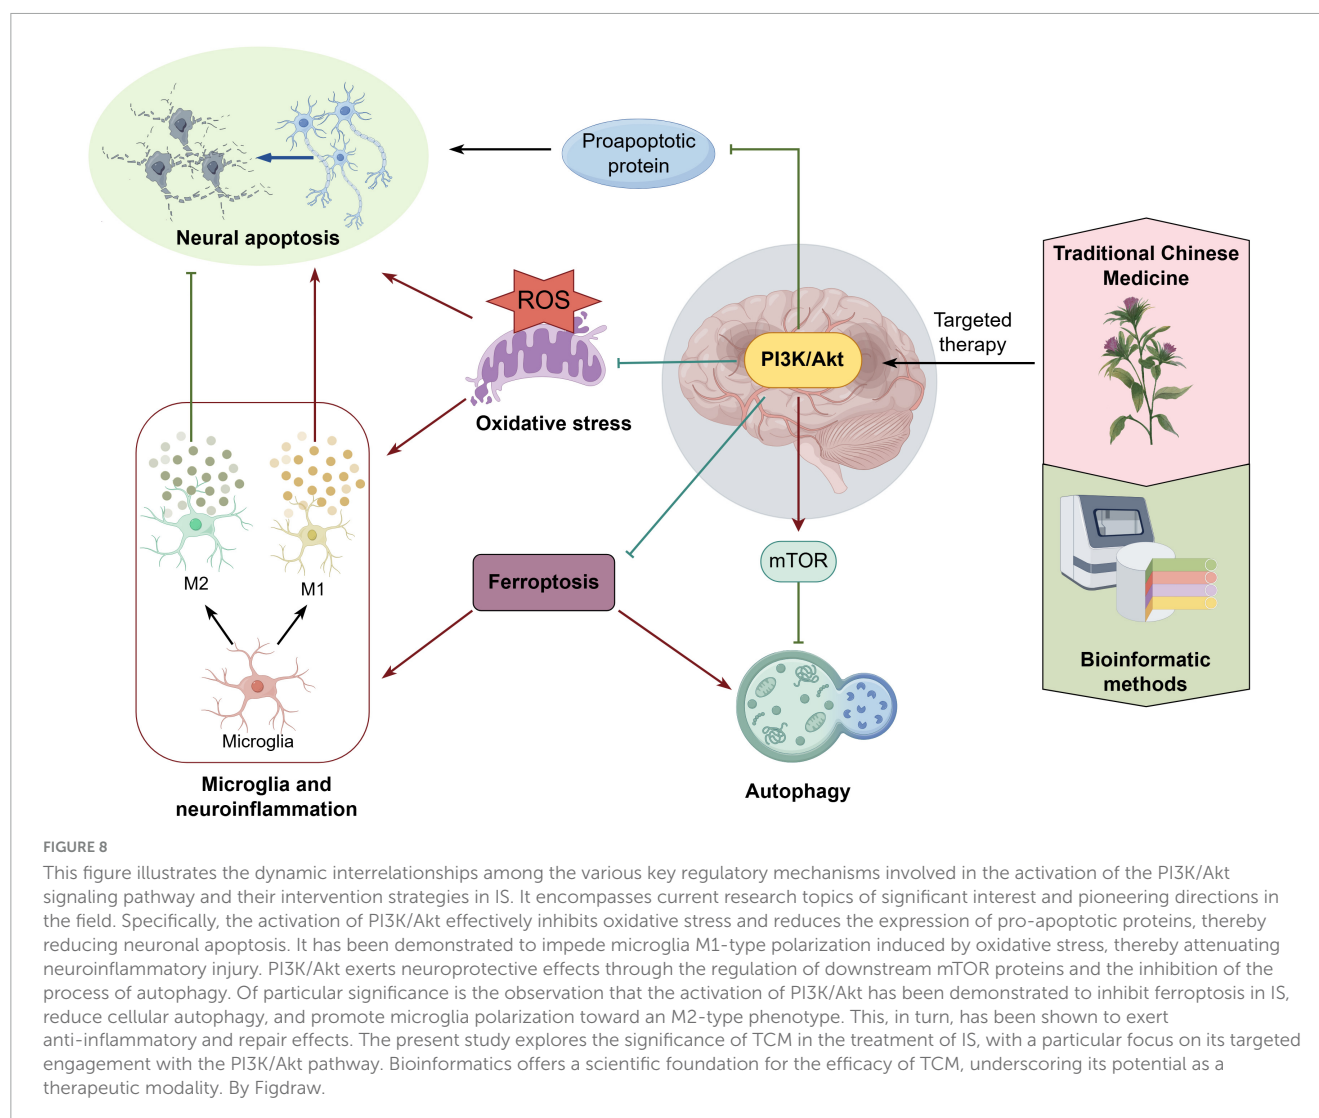 Proapoptotic
protein
Neural apoptosis
Traditional Chinese
Medicine
ROS
Targeted
therapy
PI3K/Akt
Oxidative stress
mTOR
Ferroptosis
M2
M1
Microglia
Bioinformatic
methods
Microglia and
neuroinflammation
Autophagy
FIGURE 8
This figure illustrates the dynamic interrelationships among the various key regulatory mechanisms involved in the activation of the PI3K/Akt
signaling pathway and their intervention strategies in IS. It encompasses current research topics of significant interest and pioneering directions in
the field. Specifically, the activation of PI3K/Akt effectively inhibits oxidative stress and reduces the expression of pro-apoptotic proteins, thereby
reducing neuronal apoptosis. It has been demonstrated to impede microglia M1-type polarization induced by oxidative stress, thereby attenuating
neuroinflammatory injury. PI3K/Akt exerts neuroprotective effects through the regulation of downstream mTOR proteins and the inhibition of the
process of autophagy. Of particular significance is the observation that the activation of PI3K/Akt has been demonstrated to inhibit ferroptosis in IS,
reduce cellular autophagy, and promote microglia polarization toward an M2-type phenotype. This, in turn, has been shown to exert
anti-inflammatory and repair effects. The present study explores the significance of TCM in the treatment of IS, with a particular focus on its targeted
engagement with the PI3K/Akt pathway. Bioinformatics offers a scientific foundation for the efficacy of TCM, underscoring its potential as a
therapeutic modality. By Figdraw.